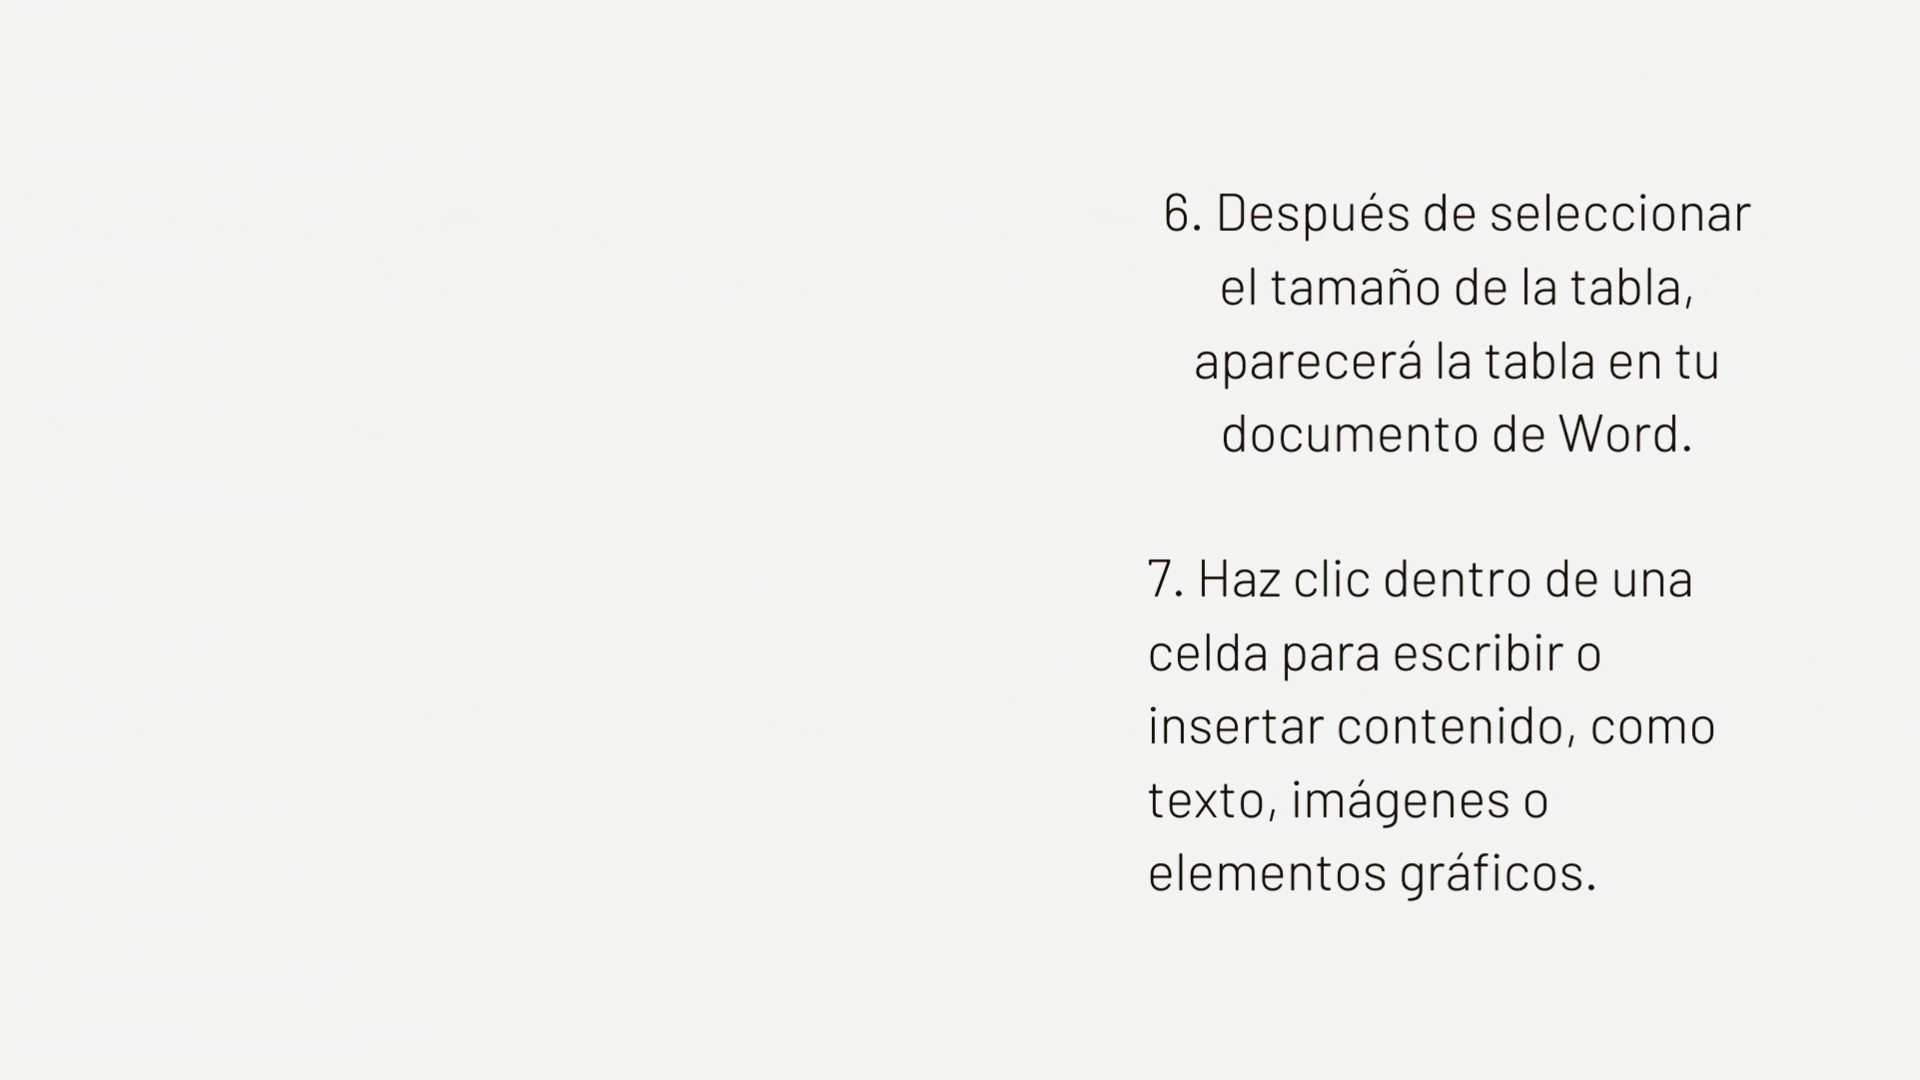 6. Después de seleccionar
el tamaño de la tabla,
aparecerá la tabla en tu
documento de Word.
7. Haz clic dentro de una
celda para escribir o
insertar contenido, como
texto, imágenes o
elementos gráficos.